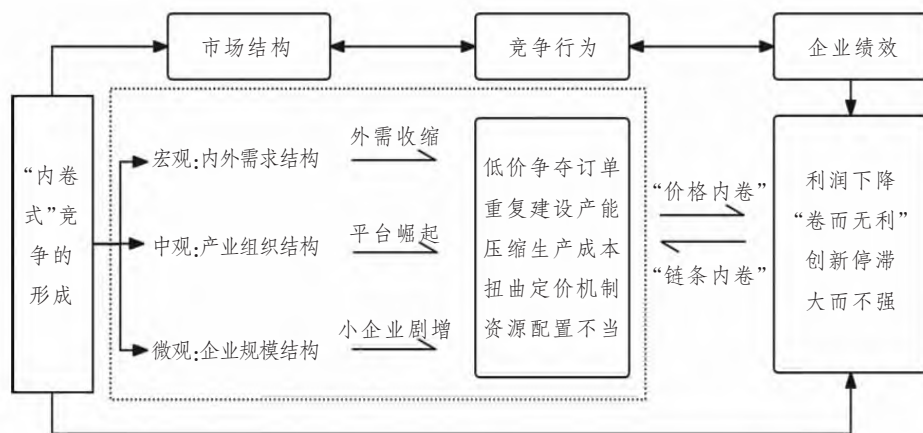 市场结构
竞争行为
企业绩效
“内卷
式”竞
争的
形成
宏观:内外需求结构
外需收缩
中观:产业组织结构
平台崛起
微观:企业规模结构
小企业剧增
低价争夺订单
重复建设产能
压缩生产成本
扭曲定价机制
资源配置不当
“价格内卷”
“链条内卷”
利润下降
“卷而无利”
创新停滞
大而不强